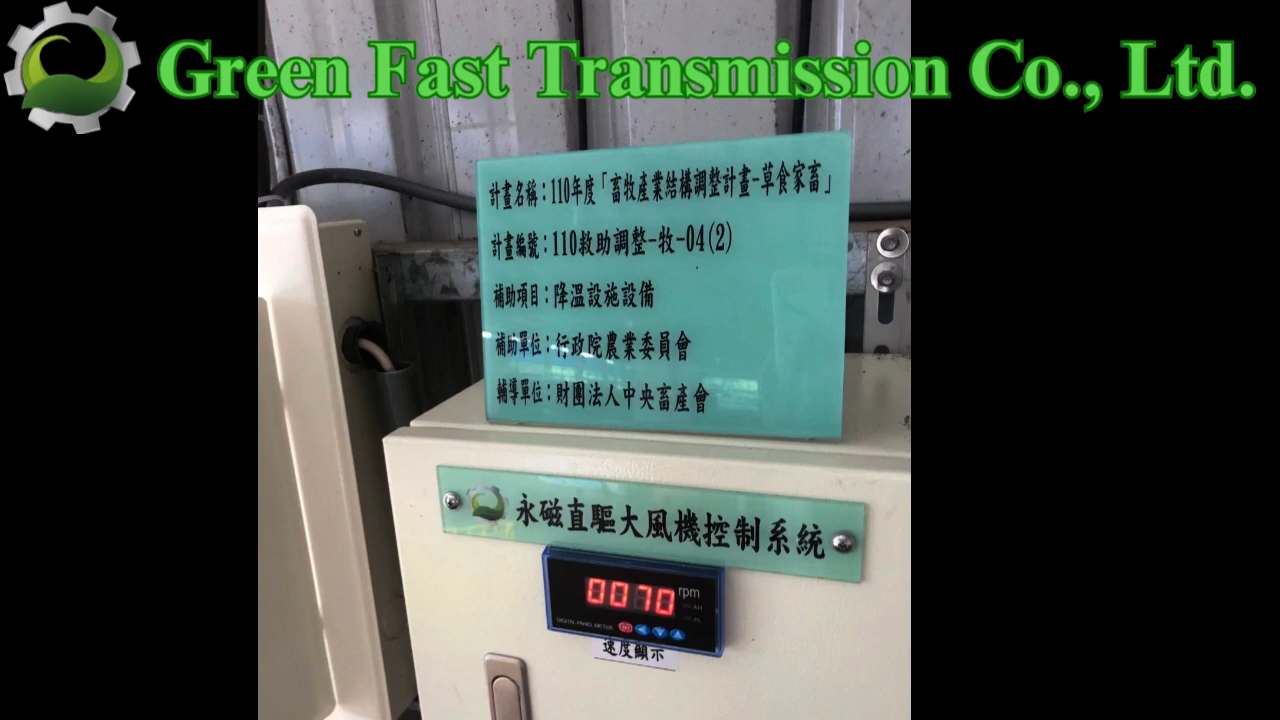 Green Fast Transmission Co., Ltd.
計畫名稱：110年度「畜牧產業結構調整計畫-草食家畜」
計畫編號：110救助調整-牧-04(2)
補助項目：降溫設施設備
補助單位：行政院農業委員會
輔導單位：財團法人中央畜產會
永磁直驅大風機控制系統
0070 rpm
DIGITAL PANEL METER
速度顯示